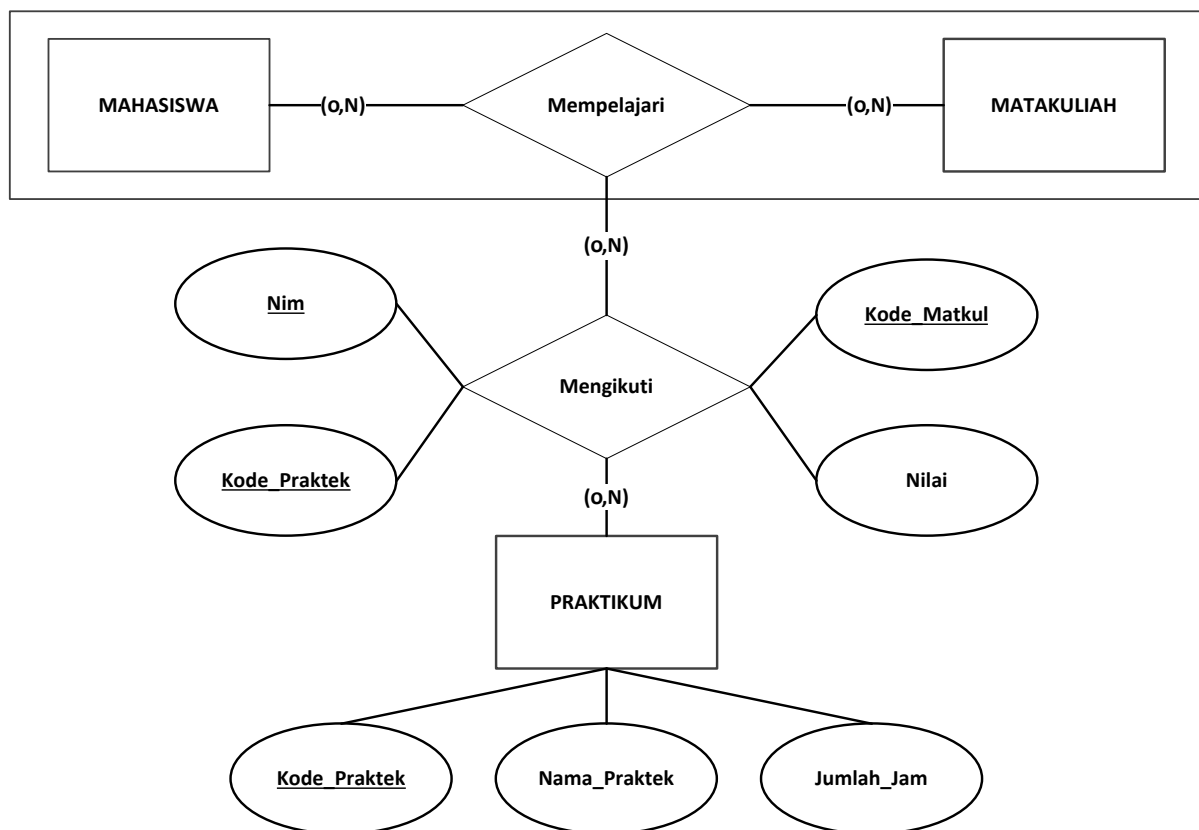 MAHASISWA
(o,N)
Mempelajari
(o,N)
MATAKULIAH
(o,N)
Nim
Kode_Matkul
Mengikuti
Kode_Praktek
Nilai
(o,N)
PRAKTIKUM
Kode_Praktek
Nama_Praktek
Jumlah_Jam